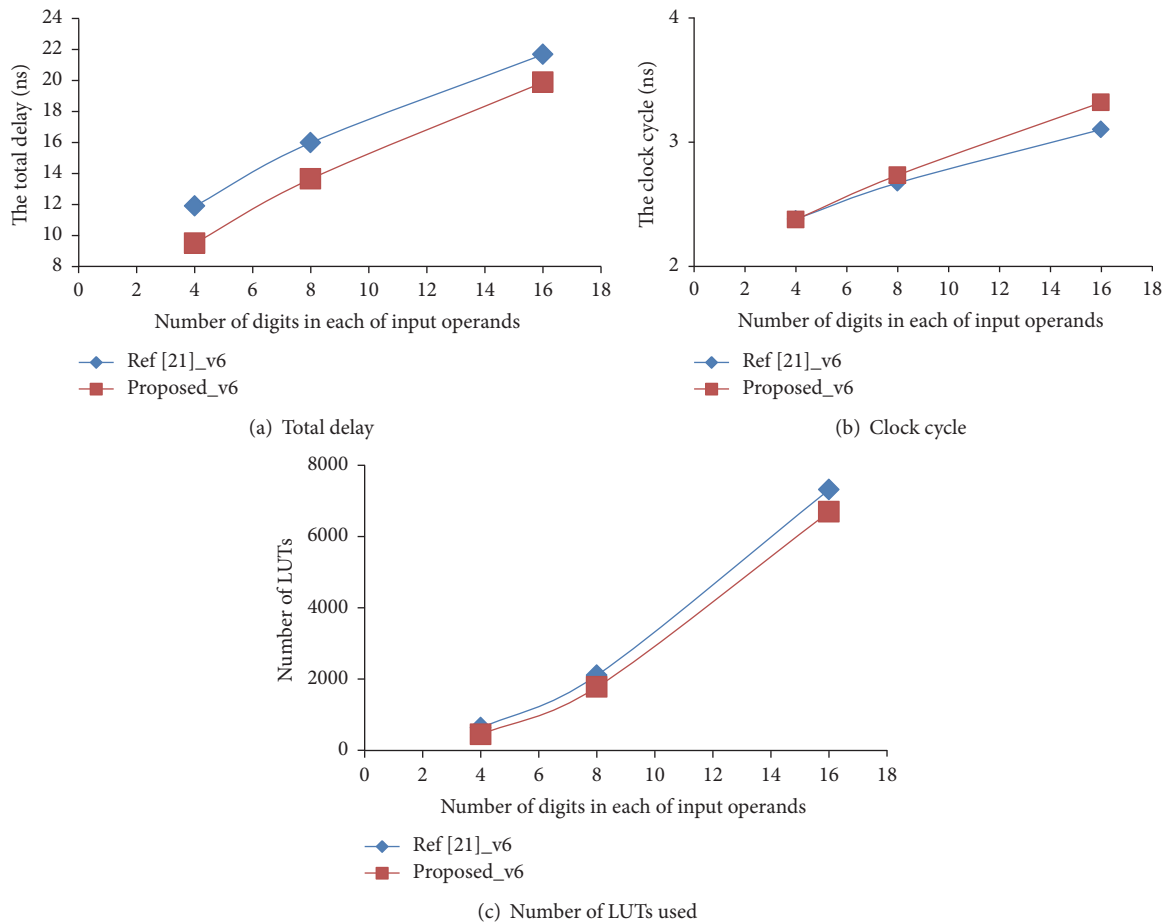 The total delay (ns)
24
22
20
18
16
14
12
10
8
0 2 4 6 8 10 12 14 16 18
Number of digits in each of input operands
Ref [21]_v6
Proposed_v6
(a) Total delay
The clock cycle (ns)
4
3
2
0 2 4 6 8 10 12 14 16 18
Number of digits in each of input operands
Ref [21]_v6
Proposed_v6
(b) Clock cycle
Number of LUTs
8000
6000
4000
2000
0
0 2 4 6 8 10 12 14 16 18
Number of digits in each of input operands
Ref [21]_v6
Proposed_v6
(c) Number of LUTs used